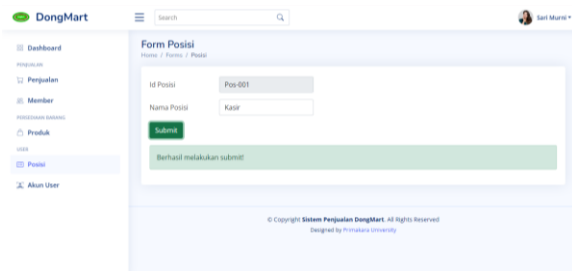 DongMart
Search
Sari Murni
Dashboard
PENJUALAN
Penjualan
Member
PERSEDIAAN BARANG
Produk
USER
Posisi
Akun User
Form Posisi
Home / Forms / Posisi
Id Posisi Pos-001
Nama Posisi Kasir
Submit
Berhasil melakukan submit!
© Copyright Sistem Penjualan DongMart. All Rights Reserved
Designed by Primakara University